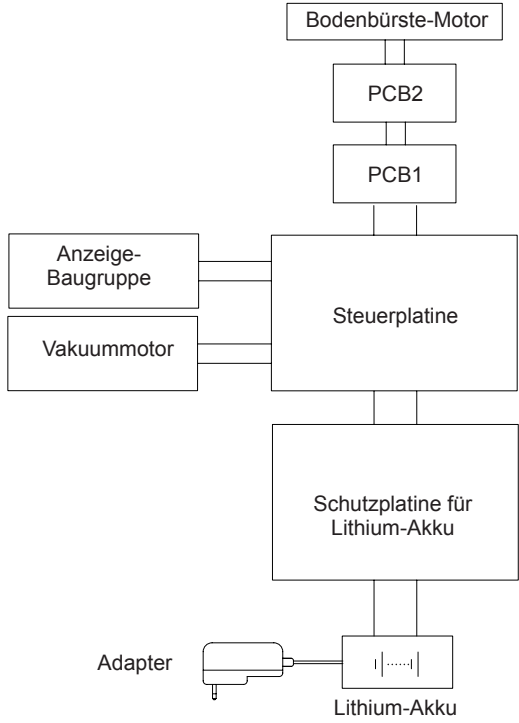 Bodenbürste-Motor
PCB2
PCB1
Anzeige-
Baugruppe
Steuerplatine
Vakuummotor
Schutzplatine für
Lithium-Akku
Adapter
Lithium-Akku